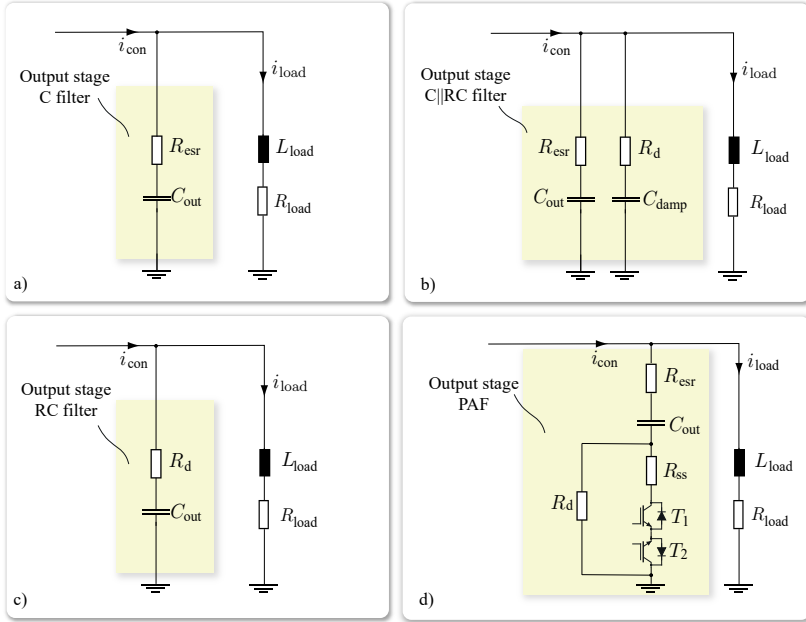 i_con
i_load
Output stage
C filter
R_esr
C_out
L_load
R_load
a)
i_con
i_load
Output stage
C||RC filter
R_esr
R_d
C_out
C_damp
L_load
R_load
b)
i_con
i_load
Output stage
RC filter
R_d
C_out
L_load
R_load
c)
i_con
i_load
Output stage
PAF
R_esr
C_out
R_ss
R_d
T_1
T_2
L_load
R_load
d)